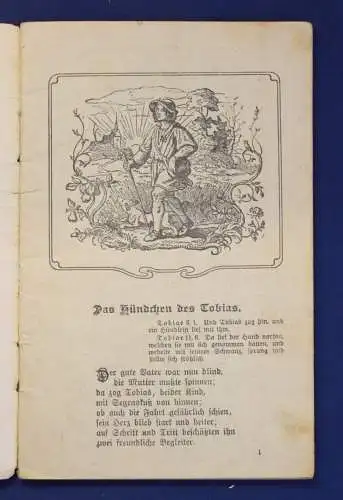 Das Hündchen des Tobias.
Tobias 6, 1. Und Tobias zog hin, und
ein Hündlein lief mit ihm.
Tobias 11, 9. Da lief der Hund vorhin,
welchen sie mit sich genommen hatten, und
wedelte mit seinem Schwanz, sprang und
stellte sich fröhlich.
Der gute Vater war nun blind,
die Mutter mußte spinnen;
da zog Tobias, beider Kind,
mit Segenskuß von hinnen;
ob auch die Fahrt gefährlich schien,
sein Herz blieb stark und heiter;
auf Schritt und Tritt beschützten ihn
zwei freundliche Begleiter.
1